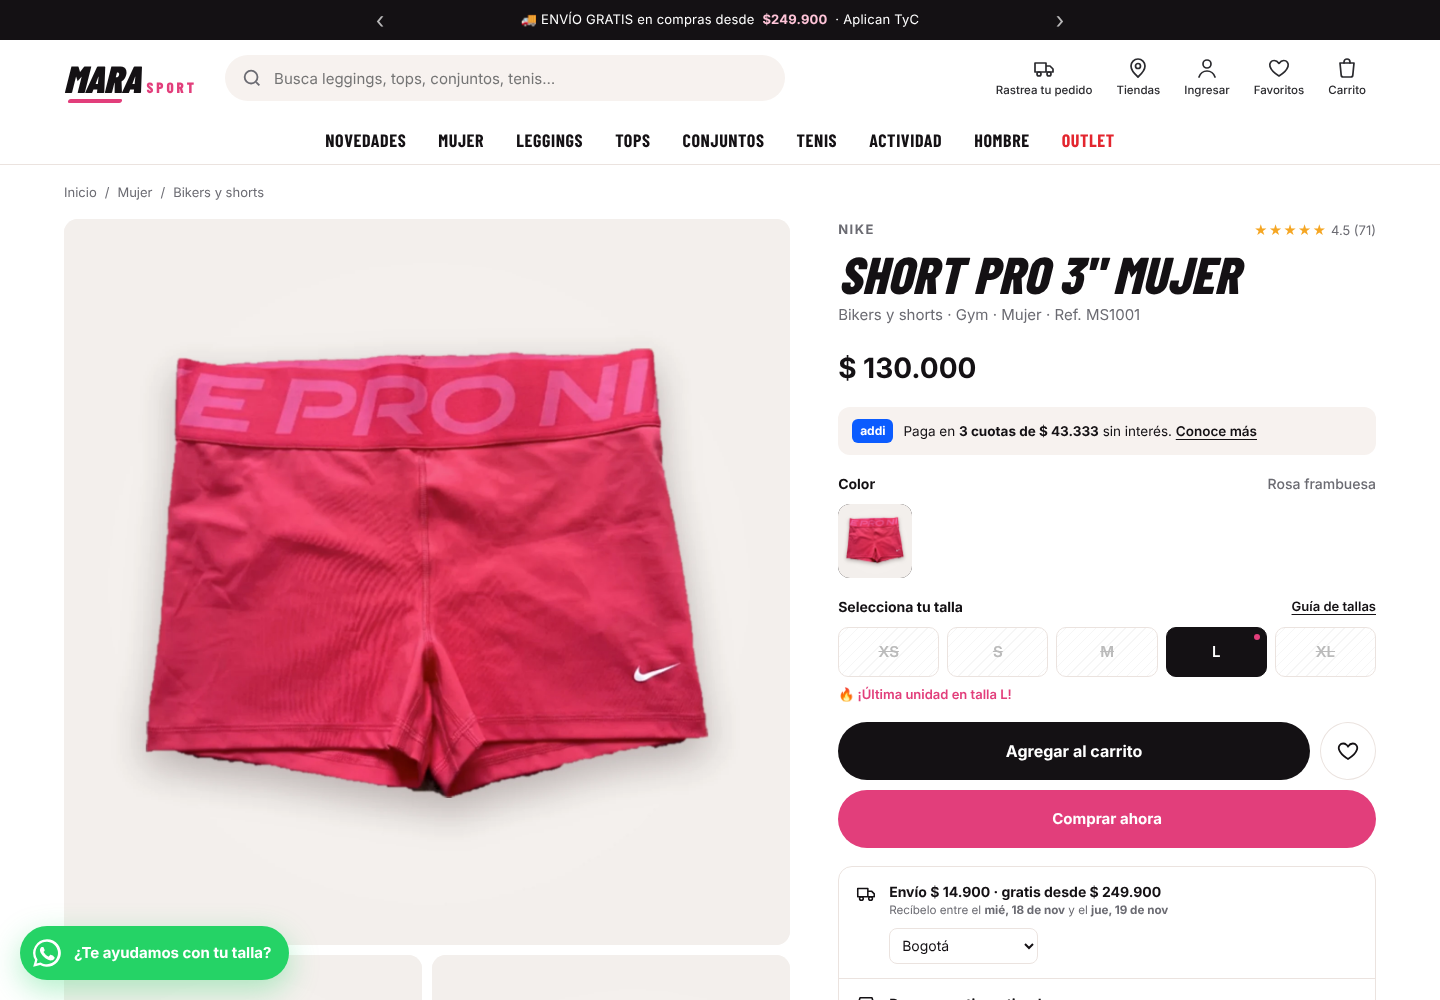 🚚 ENVÍO GRATIS en compras desde $249.900 · Aplican TyC
MARA SPORT
Busca leggings, tops, conjuntos, tenis...
Rastrea tu pedido
Tiendas
Ingresar
Favoritos
Carrito
NOVEDADES MUJER LEGGINGS TOPS CONJUNTOS TENIS ACTIVIDAD HOMBRE OUTLET
Inicio / Mujer / Bikers y shorts
E PRO NI
NIKE
★★★★★ 4.5 (71)
SHORT PRO 3" MUJER
Bikers y shorts · Gym · Mujer · Ref. MS1001
$ 130.000
addi Paga en 3 cuotas de $ 43.333 sin interés. Conoce más
Color
Rosa frambuesa
Selecciona tu talla
Guía de tallas
XS S M L XL
🔥 ¡Última unidad en talla L!
Agregar al carrito
Comprar ahora
Envío $ 14.900 · gratis desde $ 249.900
Recíbelo entre el mié, 18 de nov y el jue, 19 de nov
Bogotá
¿Te ayudamos con tu talla?